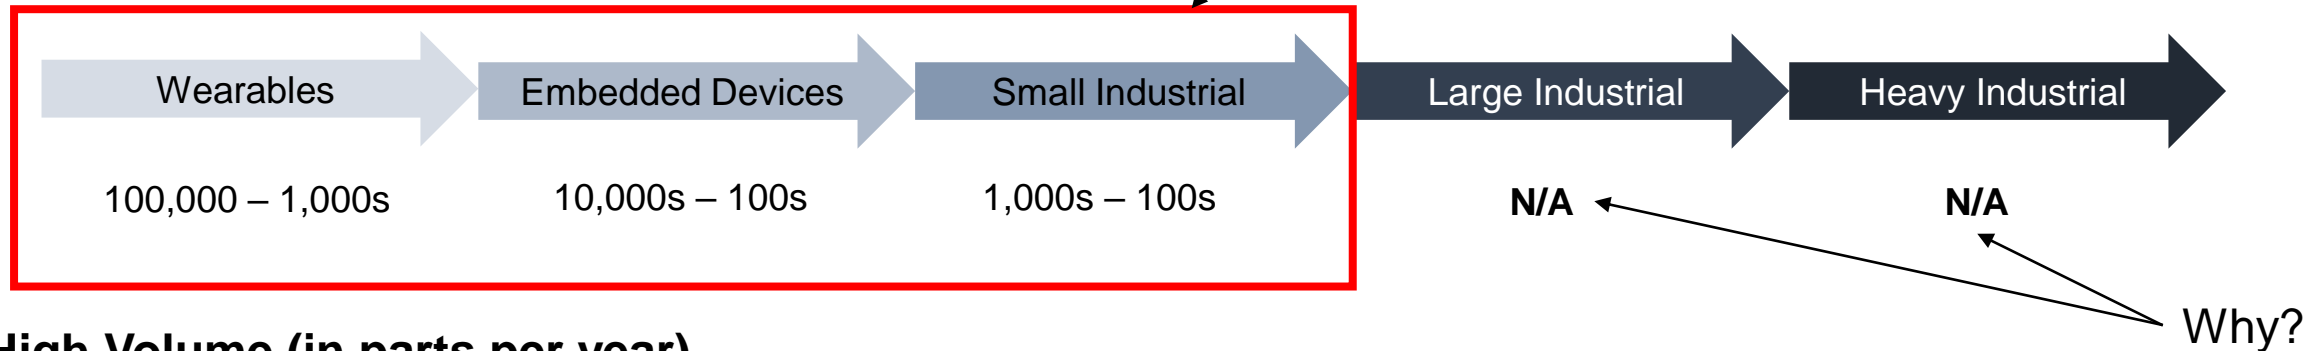 Wearables
Embedded Devices
Small Industrial
Large Industrial
Heavy Industrial
100,000 – 1,000s
10,000s – 100s
1,000s – 100s
N/A
N/A
Why?
High Volume (in parts per year)